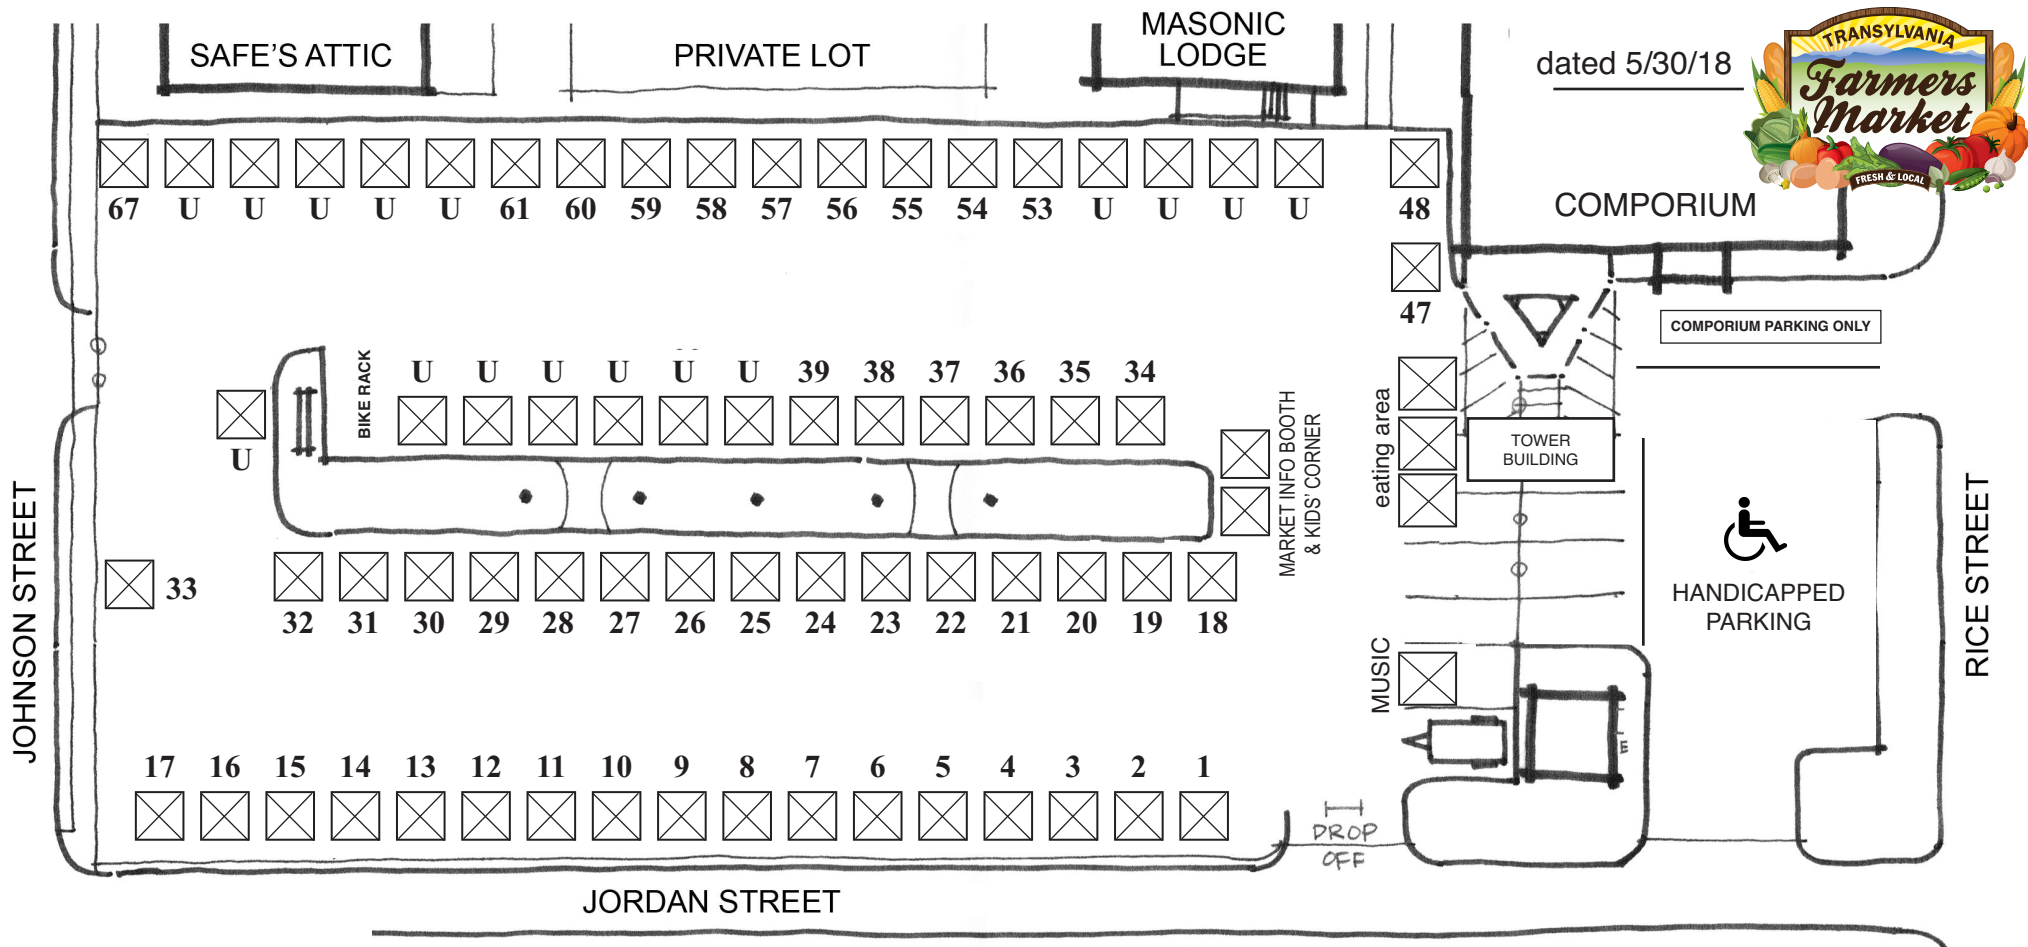 SAFE'S ATTIC
PRIVATE LOT
MASONIC
LODGE
dated 5/30/18
TRANSYLVANIA
Farmers
Market
FRESH & LOCAL
67 U U U U U 61 60 59 58 57 56 55 54 53 U U U U 48
COMPORIUM
47
COMPORIUM PARKING ONLY
BIKE RACK
U U U U U U 39 38 37 36 35 34
U
MARKET INFO BOOTH
& KIDS' CORNER
eating area
TOWER
BUILDING
JOHNSON STREET
33
32 31 30 29 28 27 26 25 24 23 22 21 20 19 18
HANDICAPPED
PARKING
RICE STREET
MUSIC
17 16 15 14 13 12 11 10 9 8 7 6 5 4 3 2 1
DROP
OFF
JORDAN STREET